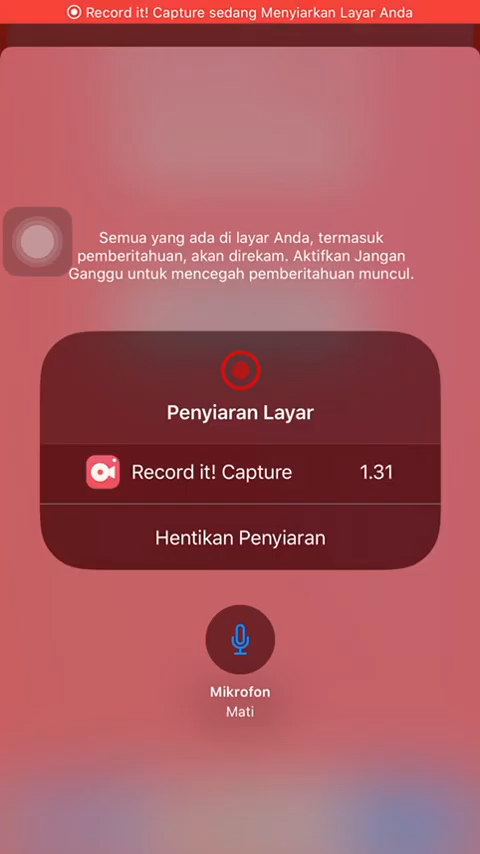 Record it! Capture sedang Menyiarkan Layar Anda
Semua yang ada di layar Anda, termasuk
pemberitahuan, akan direkam. Aktifkan Jangan
Ganggu untuk mencegah pemberitahuan muncul.
Penyiaran Layar
Record it! Capture 1.31
Hentikan Penyiaran
Mikrofon
Mati